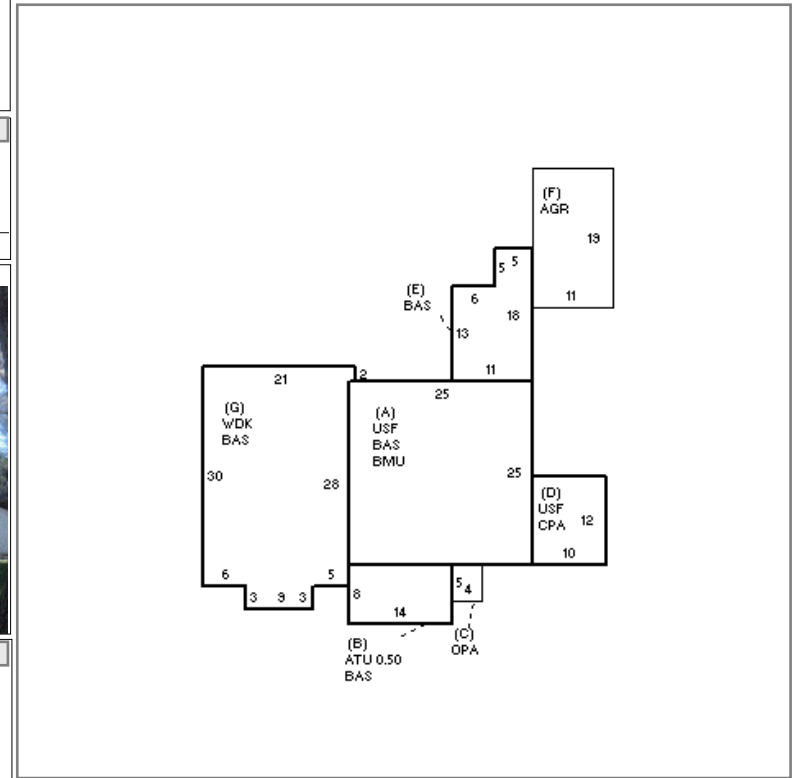 (F)
AGR
19
11
5 5
6
18
13
11
(E)
BAS
21
2
25
(G)
WDK
BAS
(A)
USF
BAS
BMU
30
28
25
(D)
USF
CPA
12
10
6
5
3 9 3
8
14
5
4
(B)
ATU 0.50
BAS
(C)
OPA